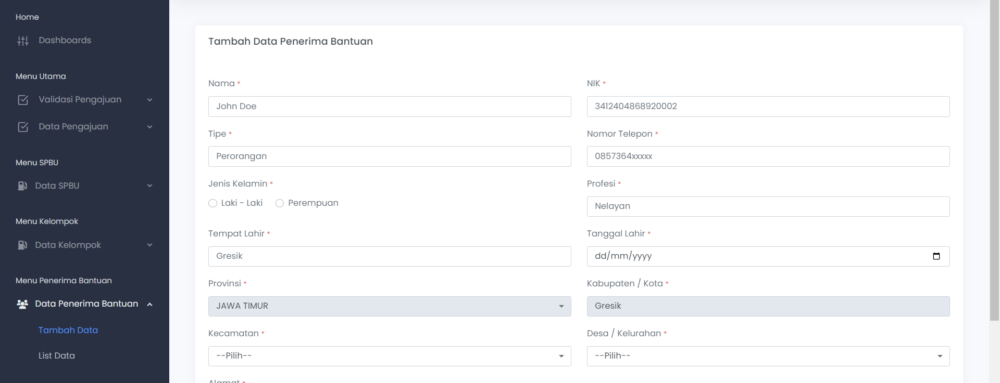 Home
Dashboards
Menu Utama
Validasi Pengajuan
Data Pengajuan
Menu SPBU
Data SPBU
Menu Kelompok
Data Kelompok
Menu Penerima Bantuan
Data Penerima Bantuan
Tambah Data
List Data
Tambah Data Penerima Bantuan
Nama *
NIK *
John Doe
3412404868920002
Tipe *
Nomor Telepon *
Perorangan
0857364xxxxx
Jenis Kelamin *
Profesi *
Laki - Laki
Perempuan
Nelayan
Tempat Lahir *
Tanggal Lahir *
Gresik
dd/mm/yyyy
Provinsi *
Kabupaten / Kota *
JAWA TIMUR
Gresik
Kecamatan *
Desa / Kelurahan *
--Pilih--
--Pilih--
Alamat *